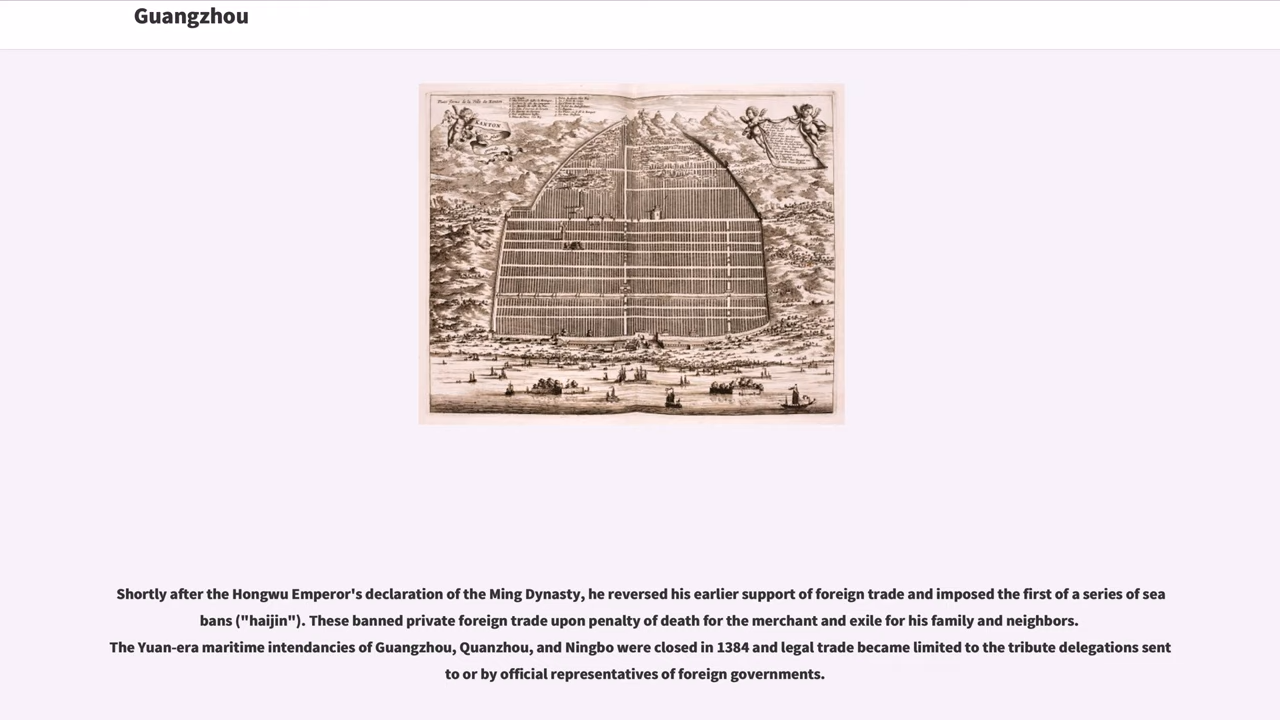 Guangzhou
KANTON
Shortly after the Hongwu Emperor's declaration of the Ming Dynasty, he reversed his earlier support of foreign trade and imposed the first of a series of sea
bans ("haijin"). These banned private foreign trade upon penalty of death for the merchant and exile for his family and neighbors.
The Yuan-era maritime intendancies of Guangzhou, Quanzhou, and Ningbo were closed in 1384 and legal trade became limited to the tribute delegations sent
to or by official representatives of foreign governments.